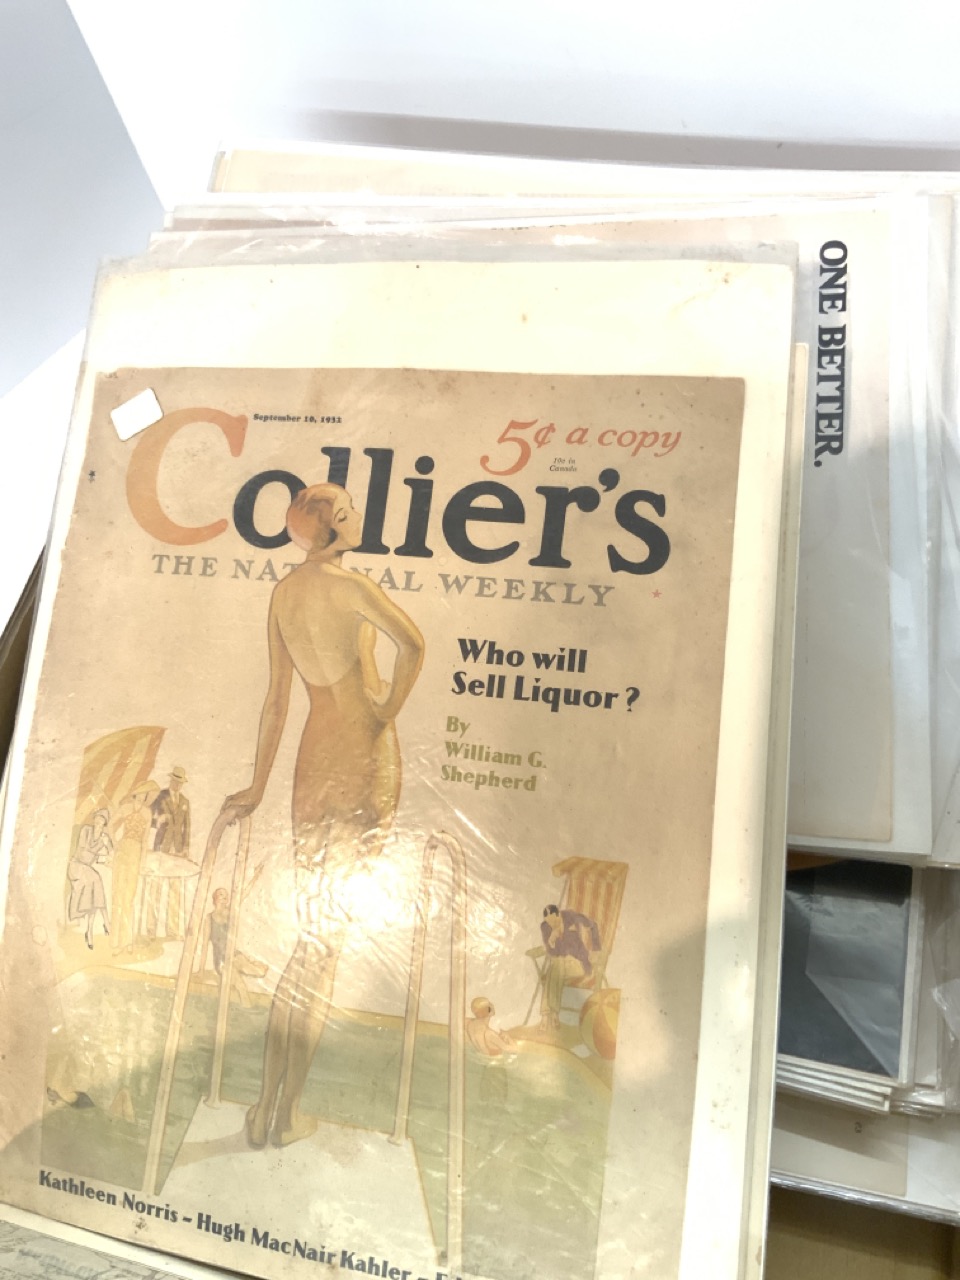 September 10, 1932
5¢ a copy
10c in
Canada
Collier's
THE NATIONAL WEEKLY
Who will
Sell Liquor?
By
William G.
Shepherd
Kathleen Norris - Hugh MacNair Kahler -
ONE BETTER.